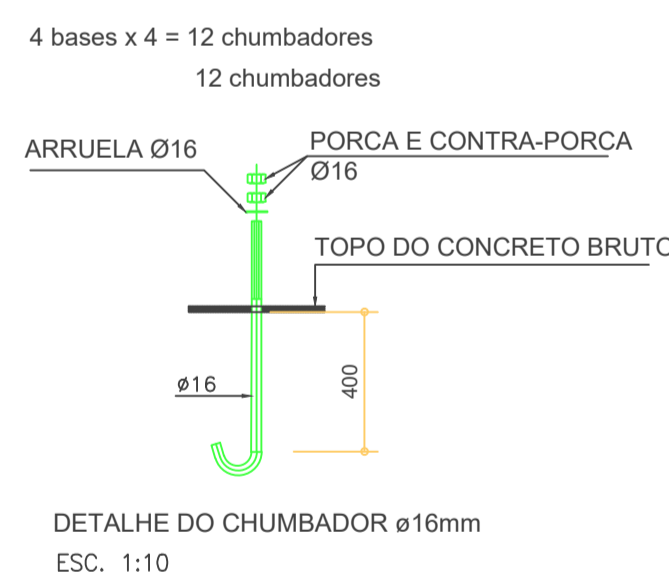 4 bases x 4 = 12 chumbadores
12 chumbadores
ARRUELA Ø16
PORCA E CONTRA-PORCA
Ø16
TOPO DO CONCRETO BRUTO
ø16
400
DETALHE DO CHUMBADOR ø16mm
ESC. 1:10